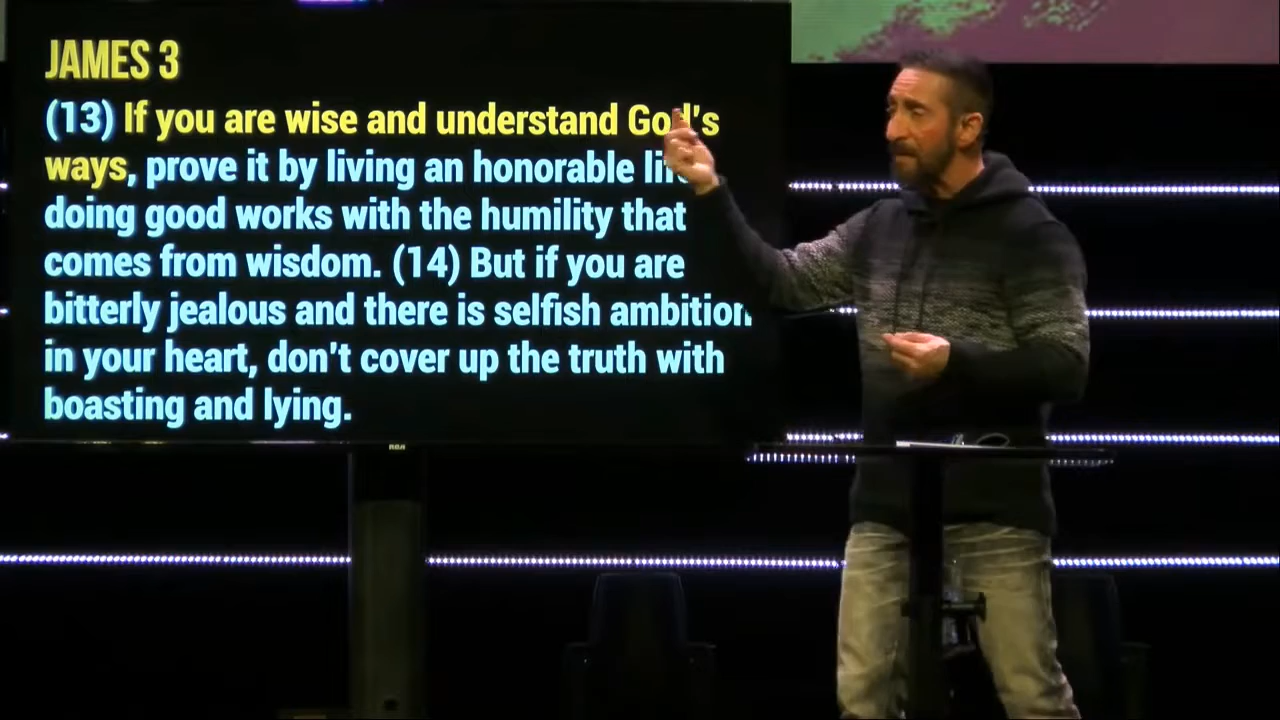 JAMES 3
(13) If you are wise and understand God's
ways, prove it by living an honorable life
doing good works with the humility that
comes from wisdom. (14) But if you are
bitterly jealous and there is selfish ambition
in your heart, don't cover up the truth with
boasting and lying.
RCA